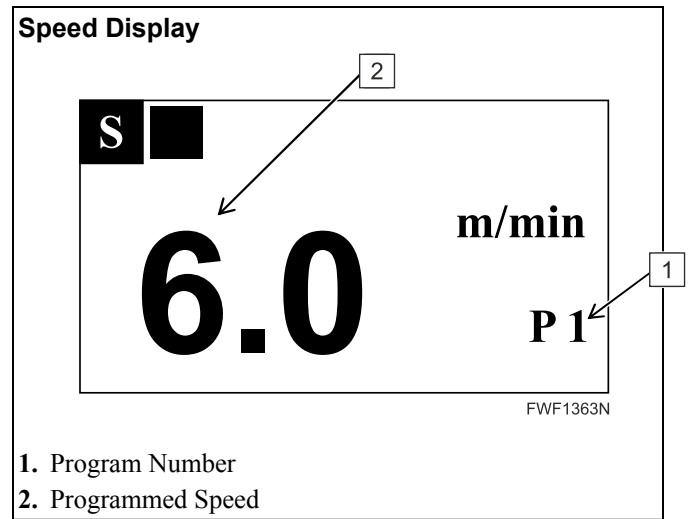 Speed Display
2
S
m/min
6.0
1
P 1
FWF1363N
1. Program Number
2. Programmed Speed